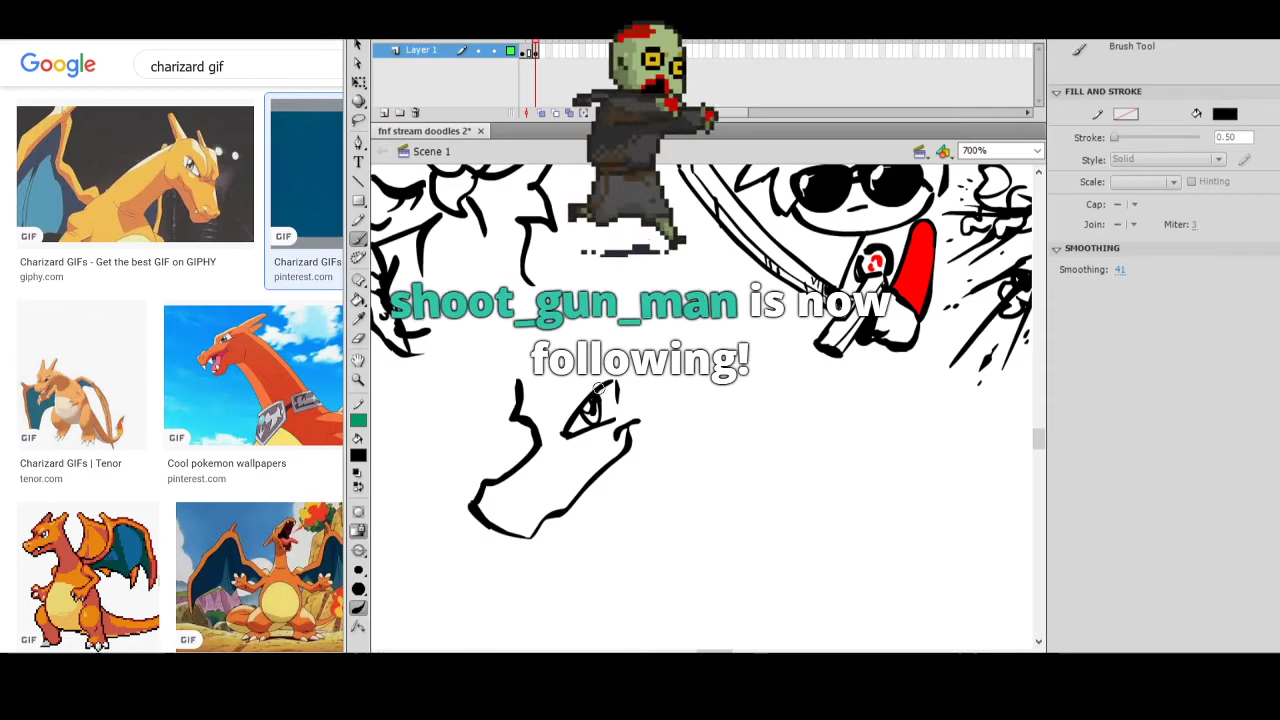 Google
charizard gif
GIF
Charizard GIFs - Get the best GIF on GIPHY
giphy.com
GIF
Charizard GIFs
pinterest.com
GIF
Charizard GIFs | Tenor
tenor.com
Cool pokemon wallpapers
pinterest.com
GIF
GIF
Layer 1
fnf stream doodles 2*
Scene 1
700%
shoot_gun_man is now
following!
Brush Tool
FILL AND STROKE
Stroke: 0.50
Style: Solid
Scale: Hinting
Cap:
Join: Miter: 3
SMOOTHING
Smoothing: 41